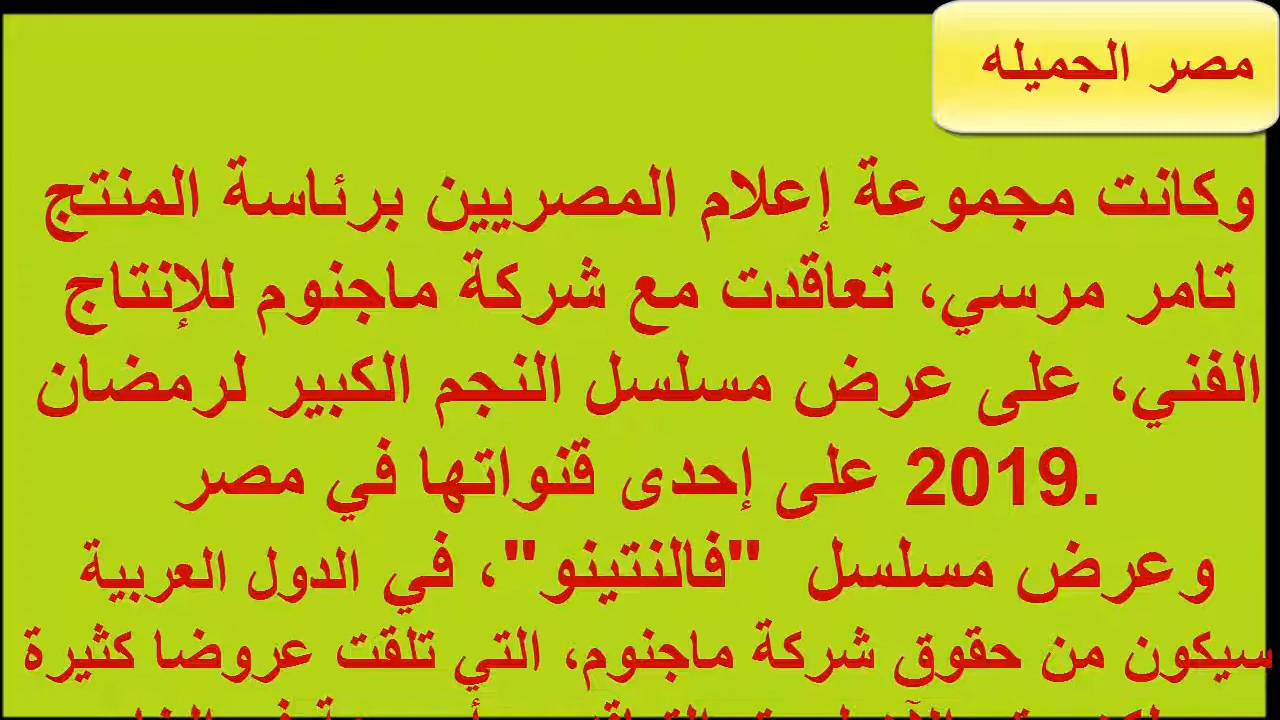 مصر الجميله
وكانت مجموعة إعلام المصريين برئاسة المنتج
تامر مرسي، تعاقدت مع شركة ماجنوم للإنتاج
الفني، على عرض مسلسل النجم الكبير لرمضان
.2019 على إحدى قنواتها في مصر
وعرض مسلسل "فالنتينو"، في الدول العربية
سيكون من حقوق شركة ماجنوم، التي تلقت عروضا كثيرة